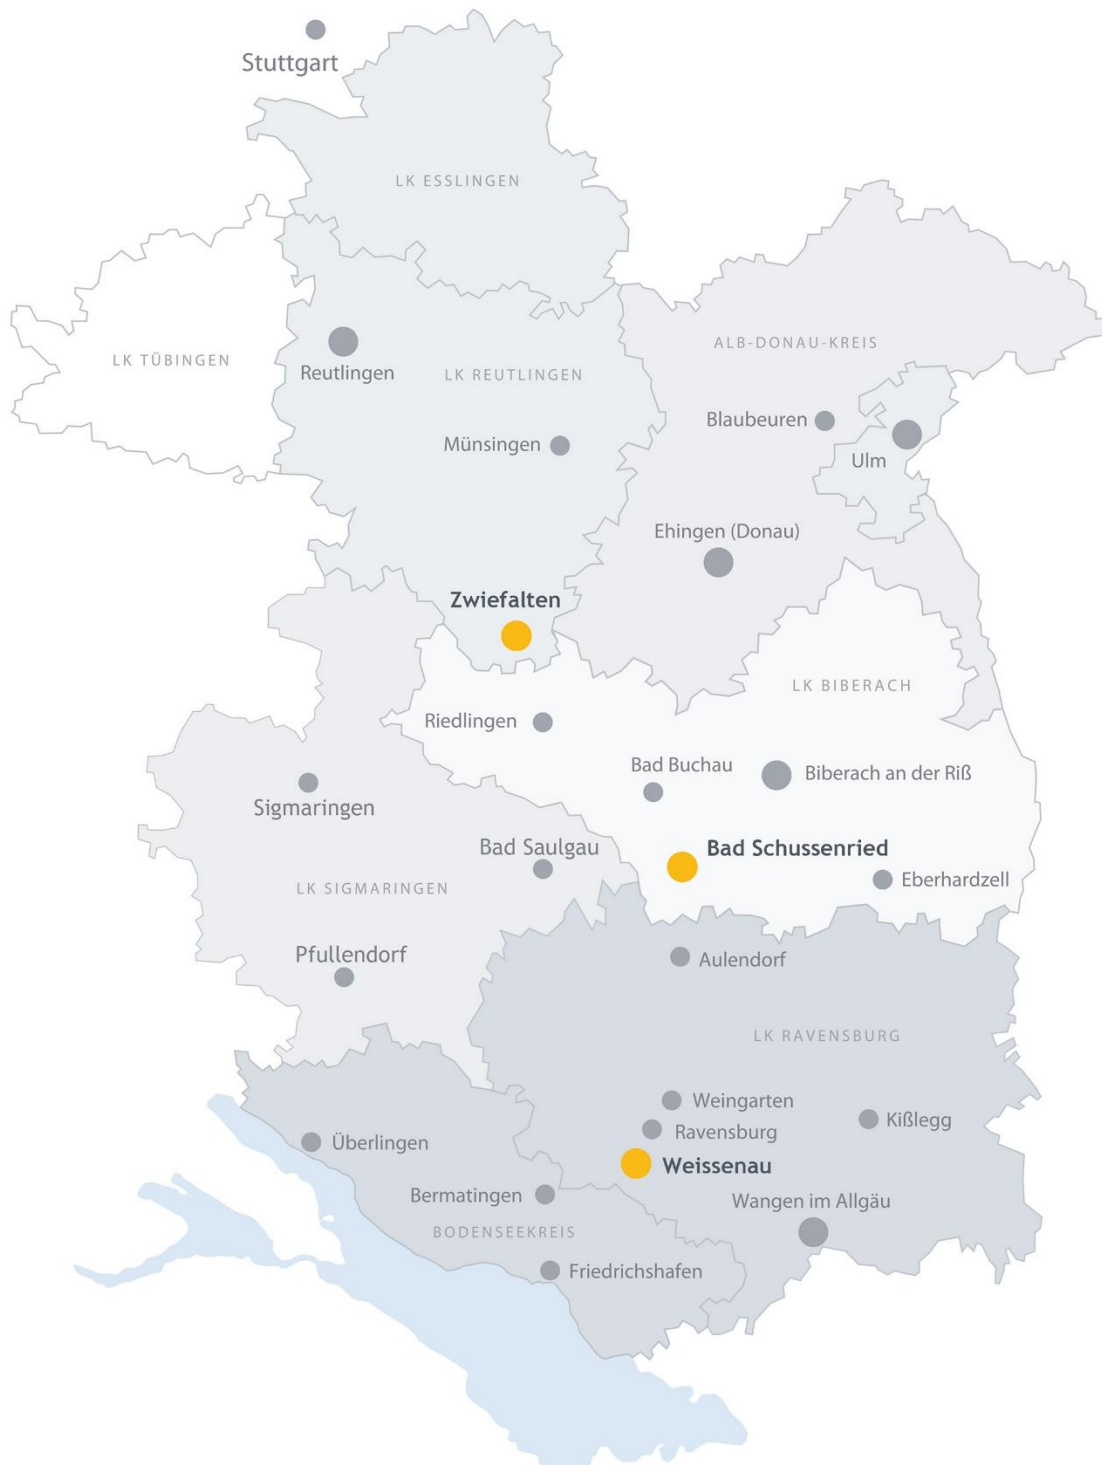 Stuttgart
LK ESSLINGEN
LK TÜBINGEN
ALB-DONAU-KREIS
Reutlingen
LK REUTLINGEN
Blaubeuren
Münsingen
Ulm
Ehingen (Donau)
Zwiefalten
LK BIBERACH
Riedlingen
Bad Buchau
Biberach an der Riß
Sigmaringen
Bad Saulgau
Bad Schussenried
LK SIGMARINGEN
Eberhardzell
Pfullendorf
Aulendorf
LK RAVENSBURG
Weingarten
Kißlegg
Ravensburg
Überlingen
Weissenau
Bermatingen
Wangen im Allgäu
BODENSEEKREIS
Friedrichshafen